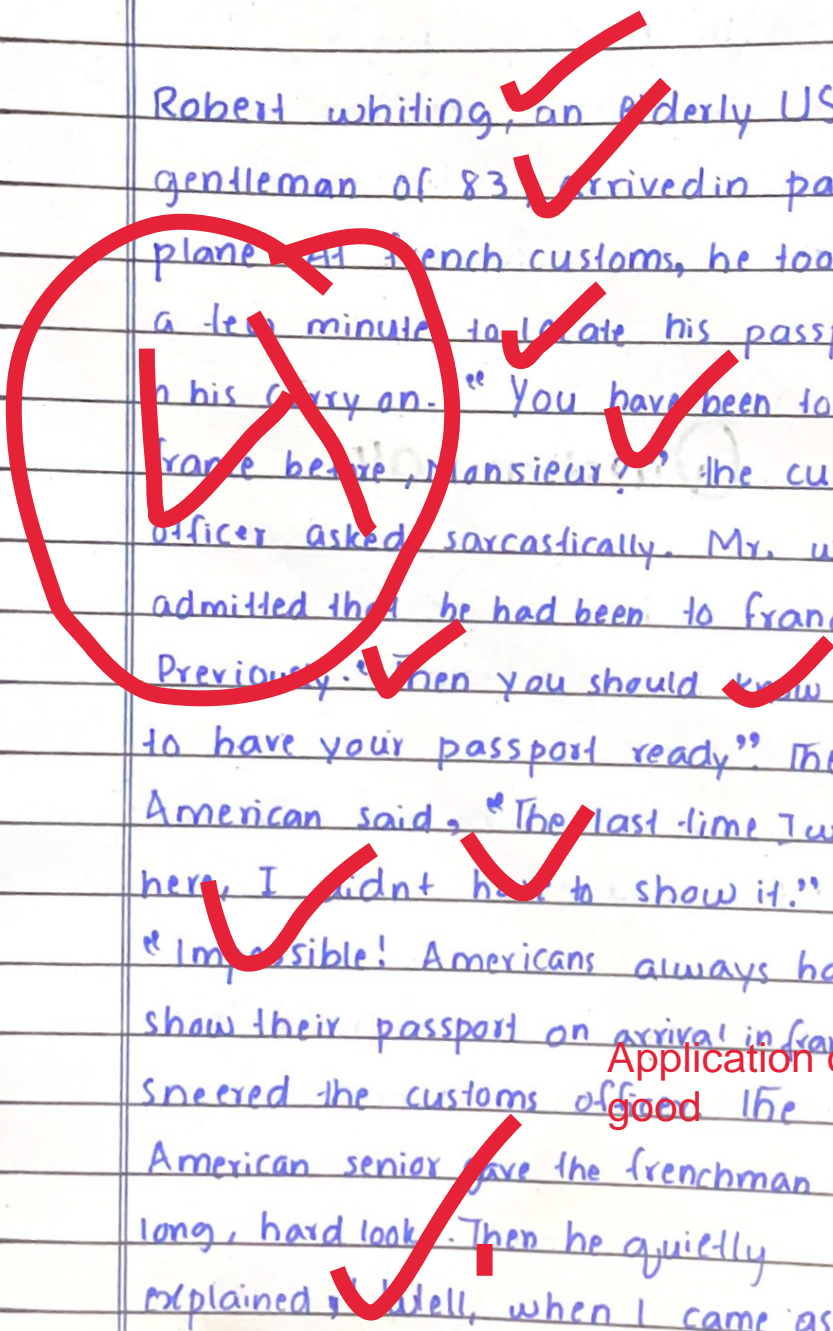 Robert whiting, an elderly US
gentleman of 83, arrived in pa
plane At french customs, he too
a few minute to locate his passp
n his carry on. "You have been to
france before, Monsieur?" the cu
officer asked sarcastically. Mr. w
admitted that he had been to fran
Previously. "Then you should know
to have your passport ready" The
American said, "The last time I w
here, I didnt have to show it."
"Impossible! Americans always ha
show their passport on arrival in fran
Application o
sneered the customs officer The
good
American senior gave the frenchman
long, hard look. Then he quietly
explained, "Well, when I came as